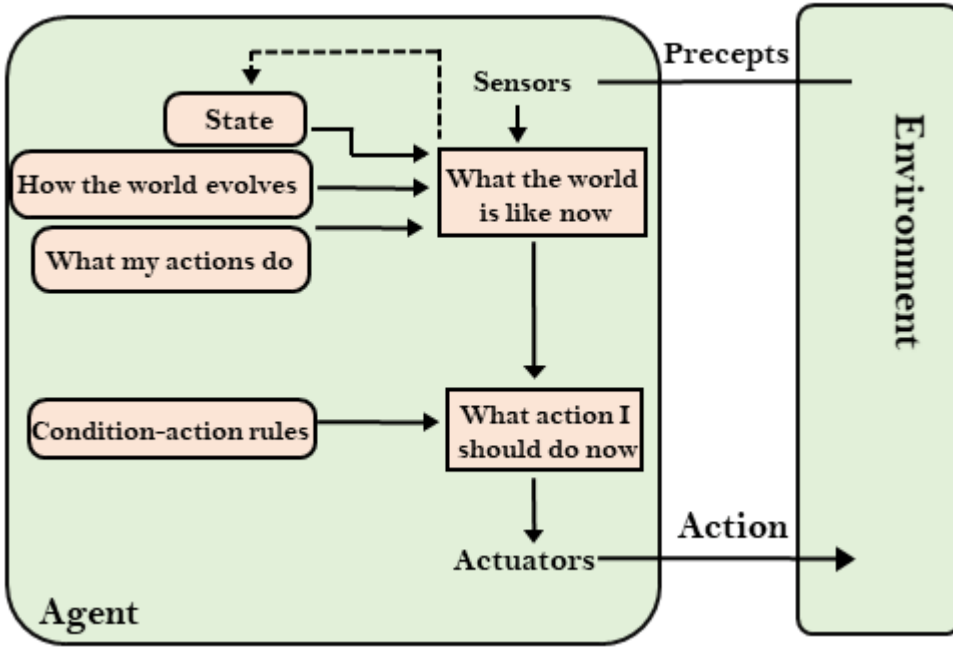 Precepts
Sensors
State
How the world evolves
What the world
is like now
What my actions do
Environment
Condition-action rules
What action I
should do now
Action
Actuators
Agent